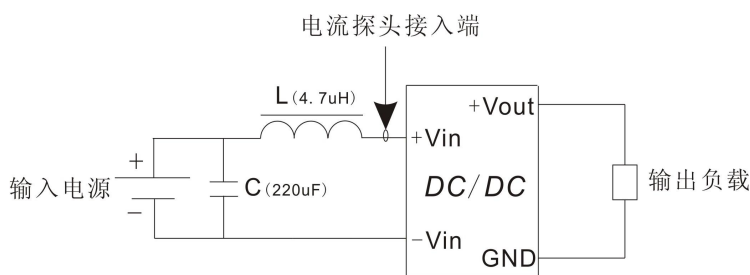 电流探头接入端
L(4.7uH)
+Vout
+Vin
+
输入电源
C(220uF)
DC/DC
输出负载
−
−Vin
GND